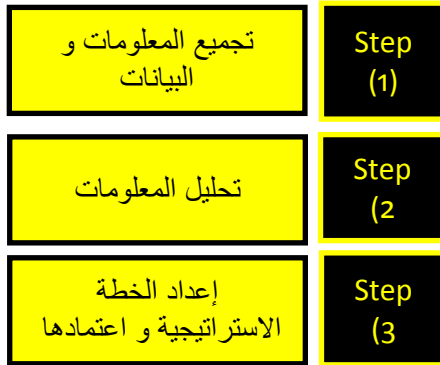 Step
(1)
تجميع المعلومات و
البيانات
Step
(2
تحليل المعلومات
Step
(3
إعداد الخطة
الاستراتيجية و اعتمادها